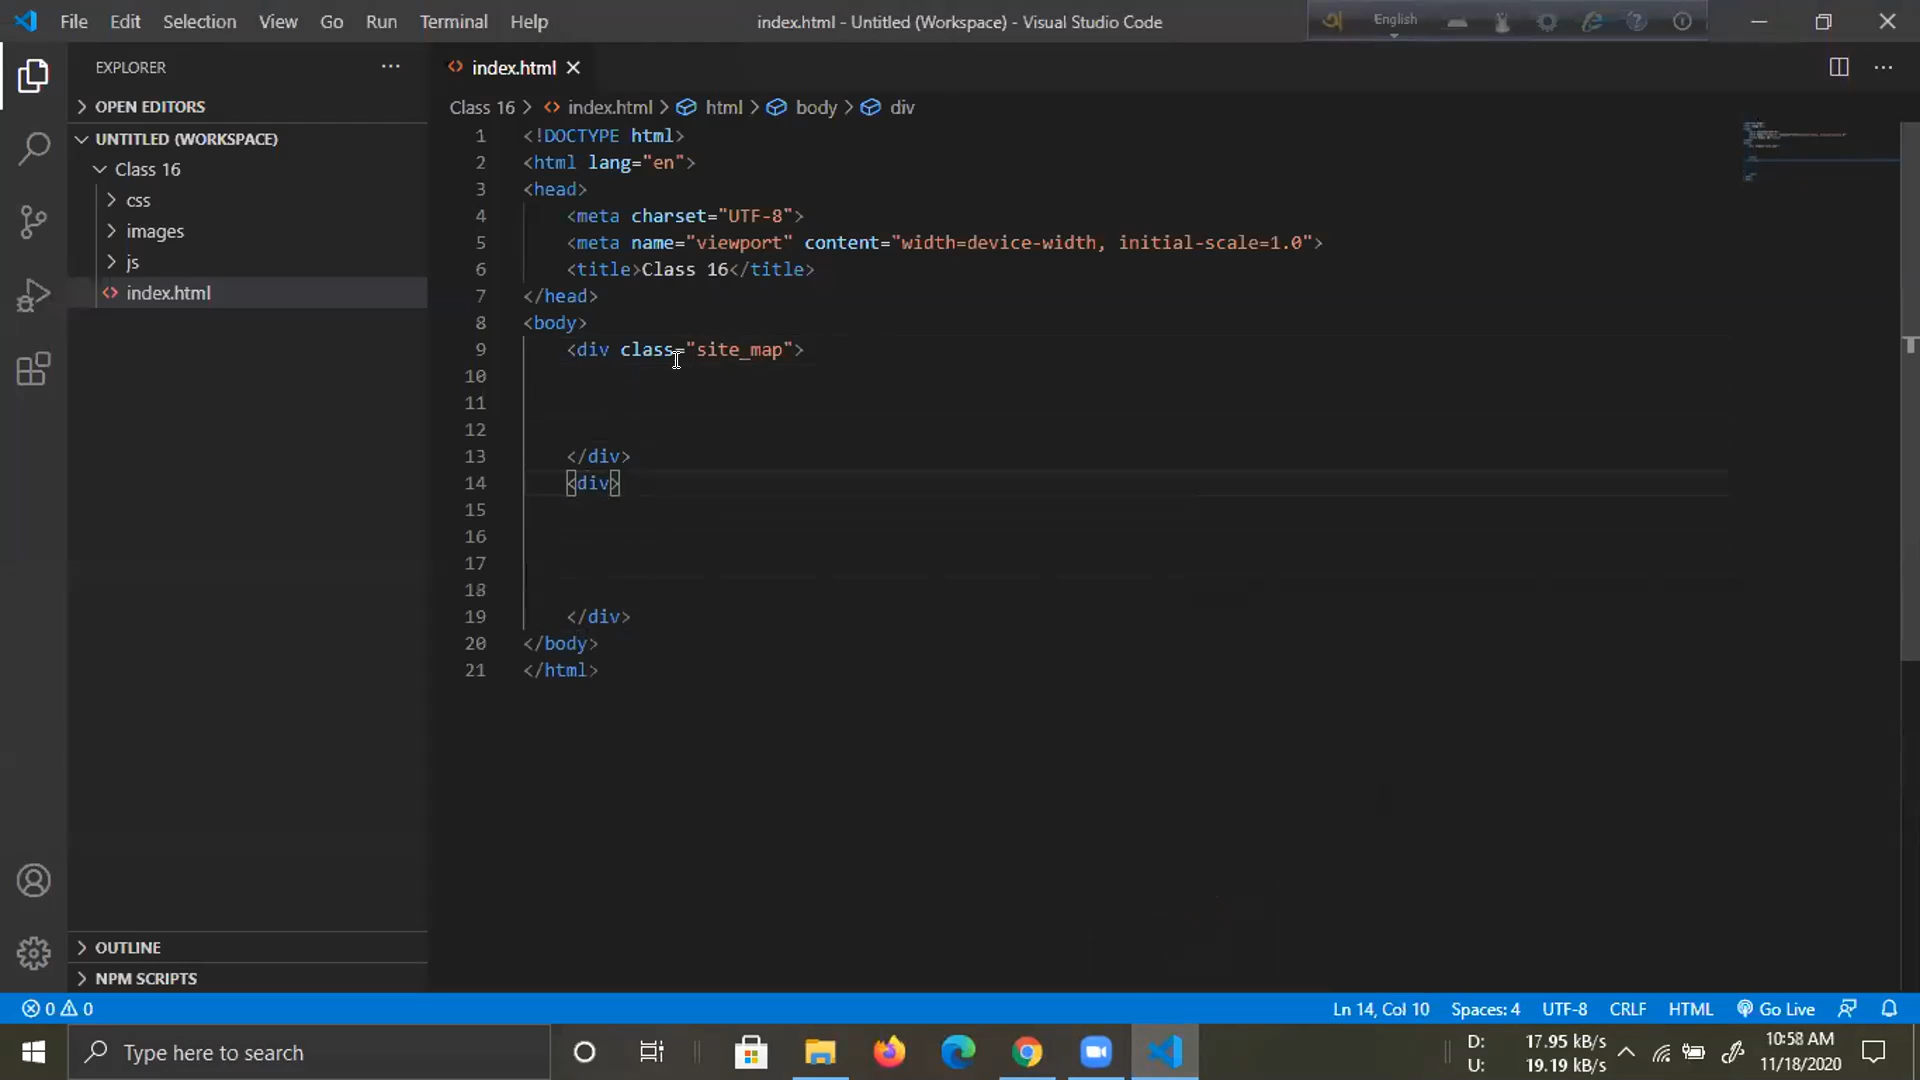 File Edit Selection View Go Run Terminal Help index.html - Untitled (Workspace) - Visual Studio Code English
EXPLORER
index.html
OPEN EDITORS
Class 16 > index.html > html > body > div
UNTITLED (WORKSPACE)
Class 16
css
images
js
index.html
1 <!DOCTYPE html>
2 <html lang="en">
3 <head>
4 <meta charset="UTF-8">
5 <meta name="viewport" content="width=device-width, initial-scale=1.0">
6 <title>Class 16</title>
7 </head>
8 <body>
9 <div class="site_map">
10
11
12
13 </div>
14 <div>
15
16
17
18
19 </div>
20 </body>
21 </html>
OUTLINE
NPM SCRIPTS
0 0 Ln 14, Col 10 Spaces: 4 UTF-8 CRLF HTML Go Live
Type here to search
D: 17.95 kB/s
U: 19.19 kB/s
10:58 AM
11/18/2020